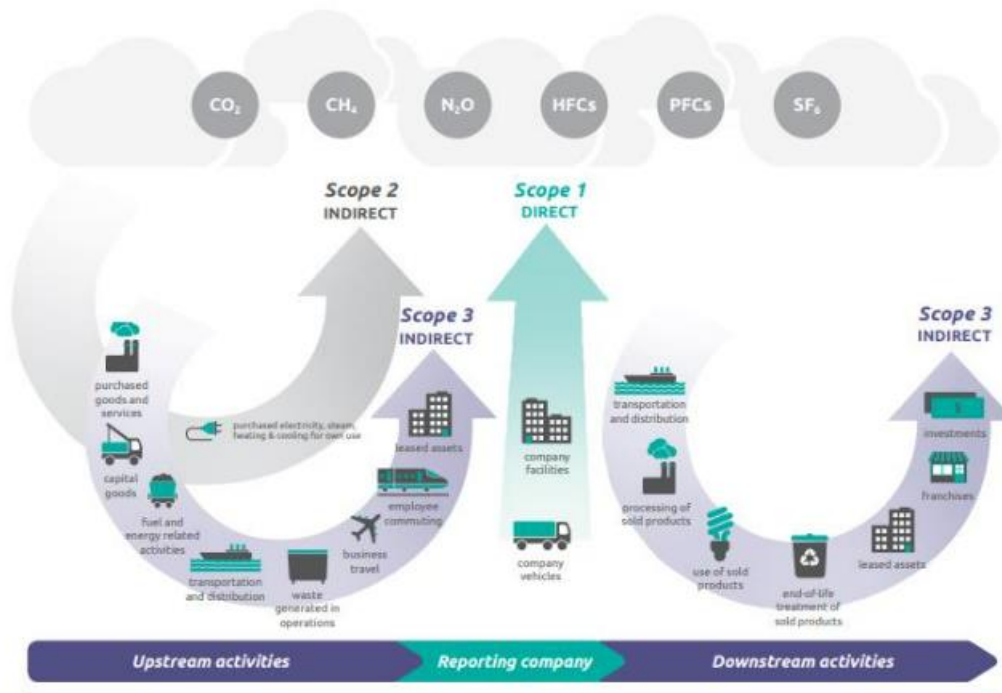 CO₂
CH₄
N₂O
HFCs
PFCs
SF₆
Scope 2
INDIRECT
Scope 1
DIRECT
Scope 3
INDIRECT
Scope 3
INDIRECT
purchased
goods and
services
capital
goods
fuel and
energy related
activities
purchased electricity, steam,
heating & cooling for own use
transportation
and distribution
waste
generated in
operations
business
travel
employee
commuting
leased assets
company
facilities
company
vehicles
transportation
and distribution
processing of
sold products
use of sold
products
end-of-life
treatment of
sold products
leased assets
franchises
investments
Upstream activities
Reporting company
Downstream activities